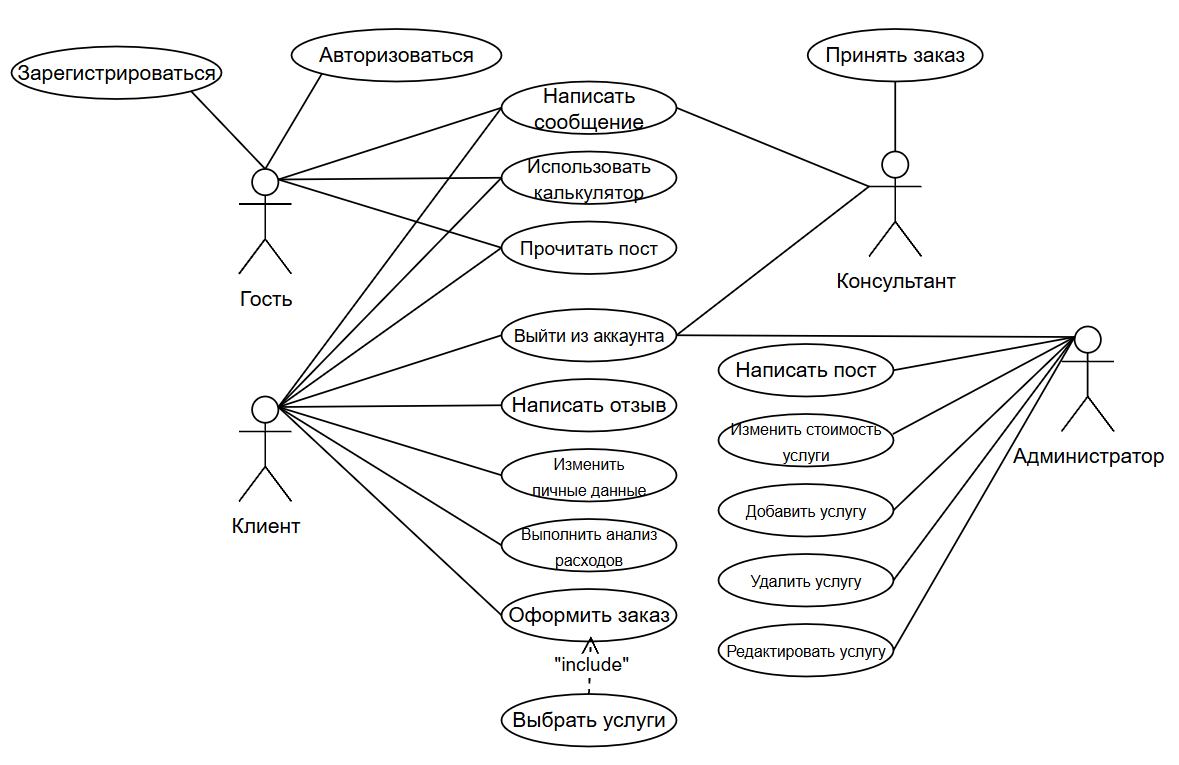 Авторизоваться
Принять заказ
Зарегистрироваться
Написать
сообщение
Использовать
калькулятор
Прочитать пост
Гость
Консультант
Выйти из аккаунта
Написать пост
Написать отзыв
Изменить стоимость
услуги
Администратор
Изменить
личные данные
Клиент
Добавить услугу
Выполнить анализ
расходов
Удалить услугу
Оформить заказ
Редактировать услугу
"include"
Выбрать услуги